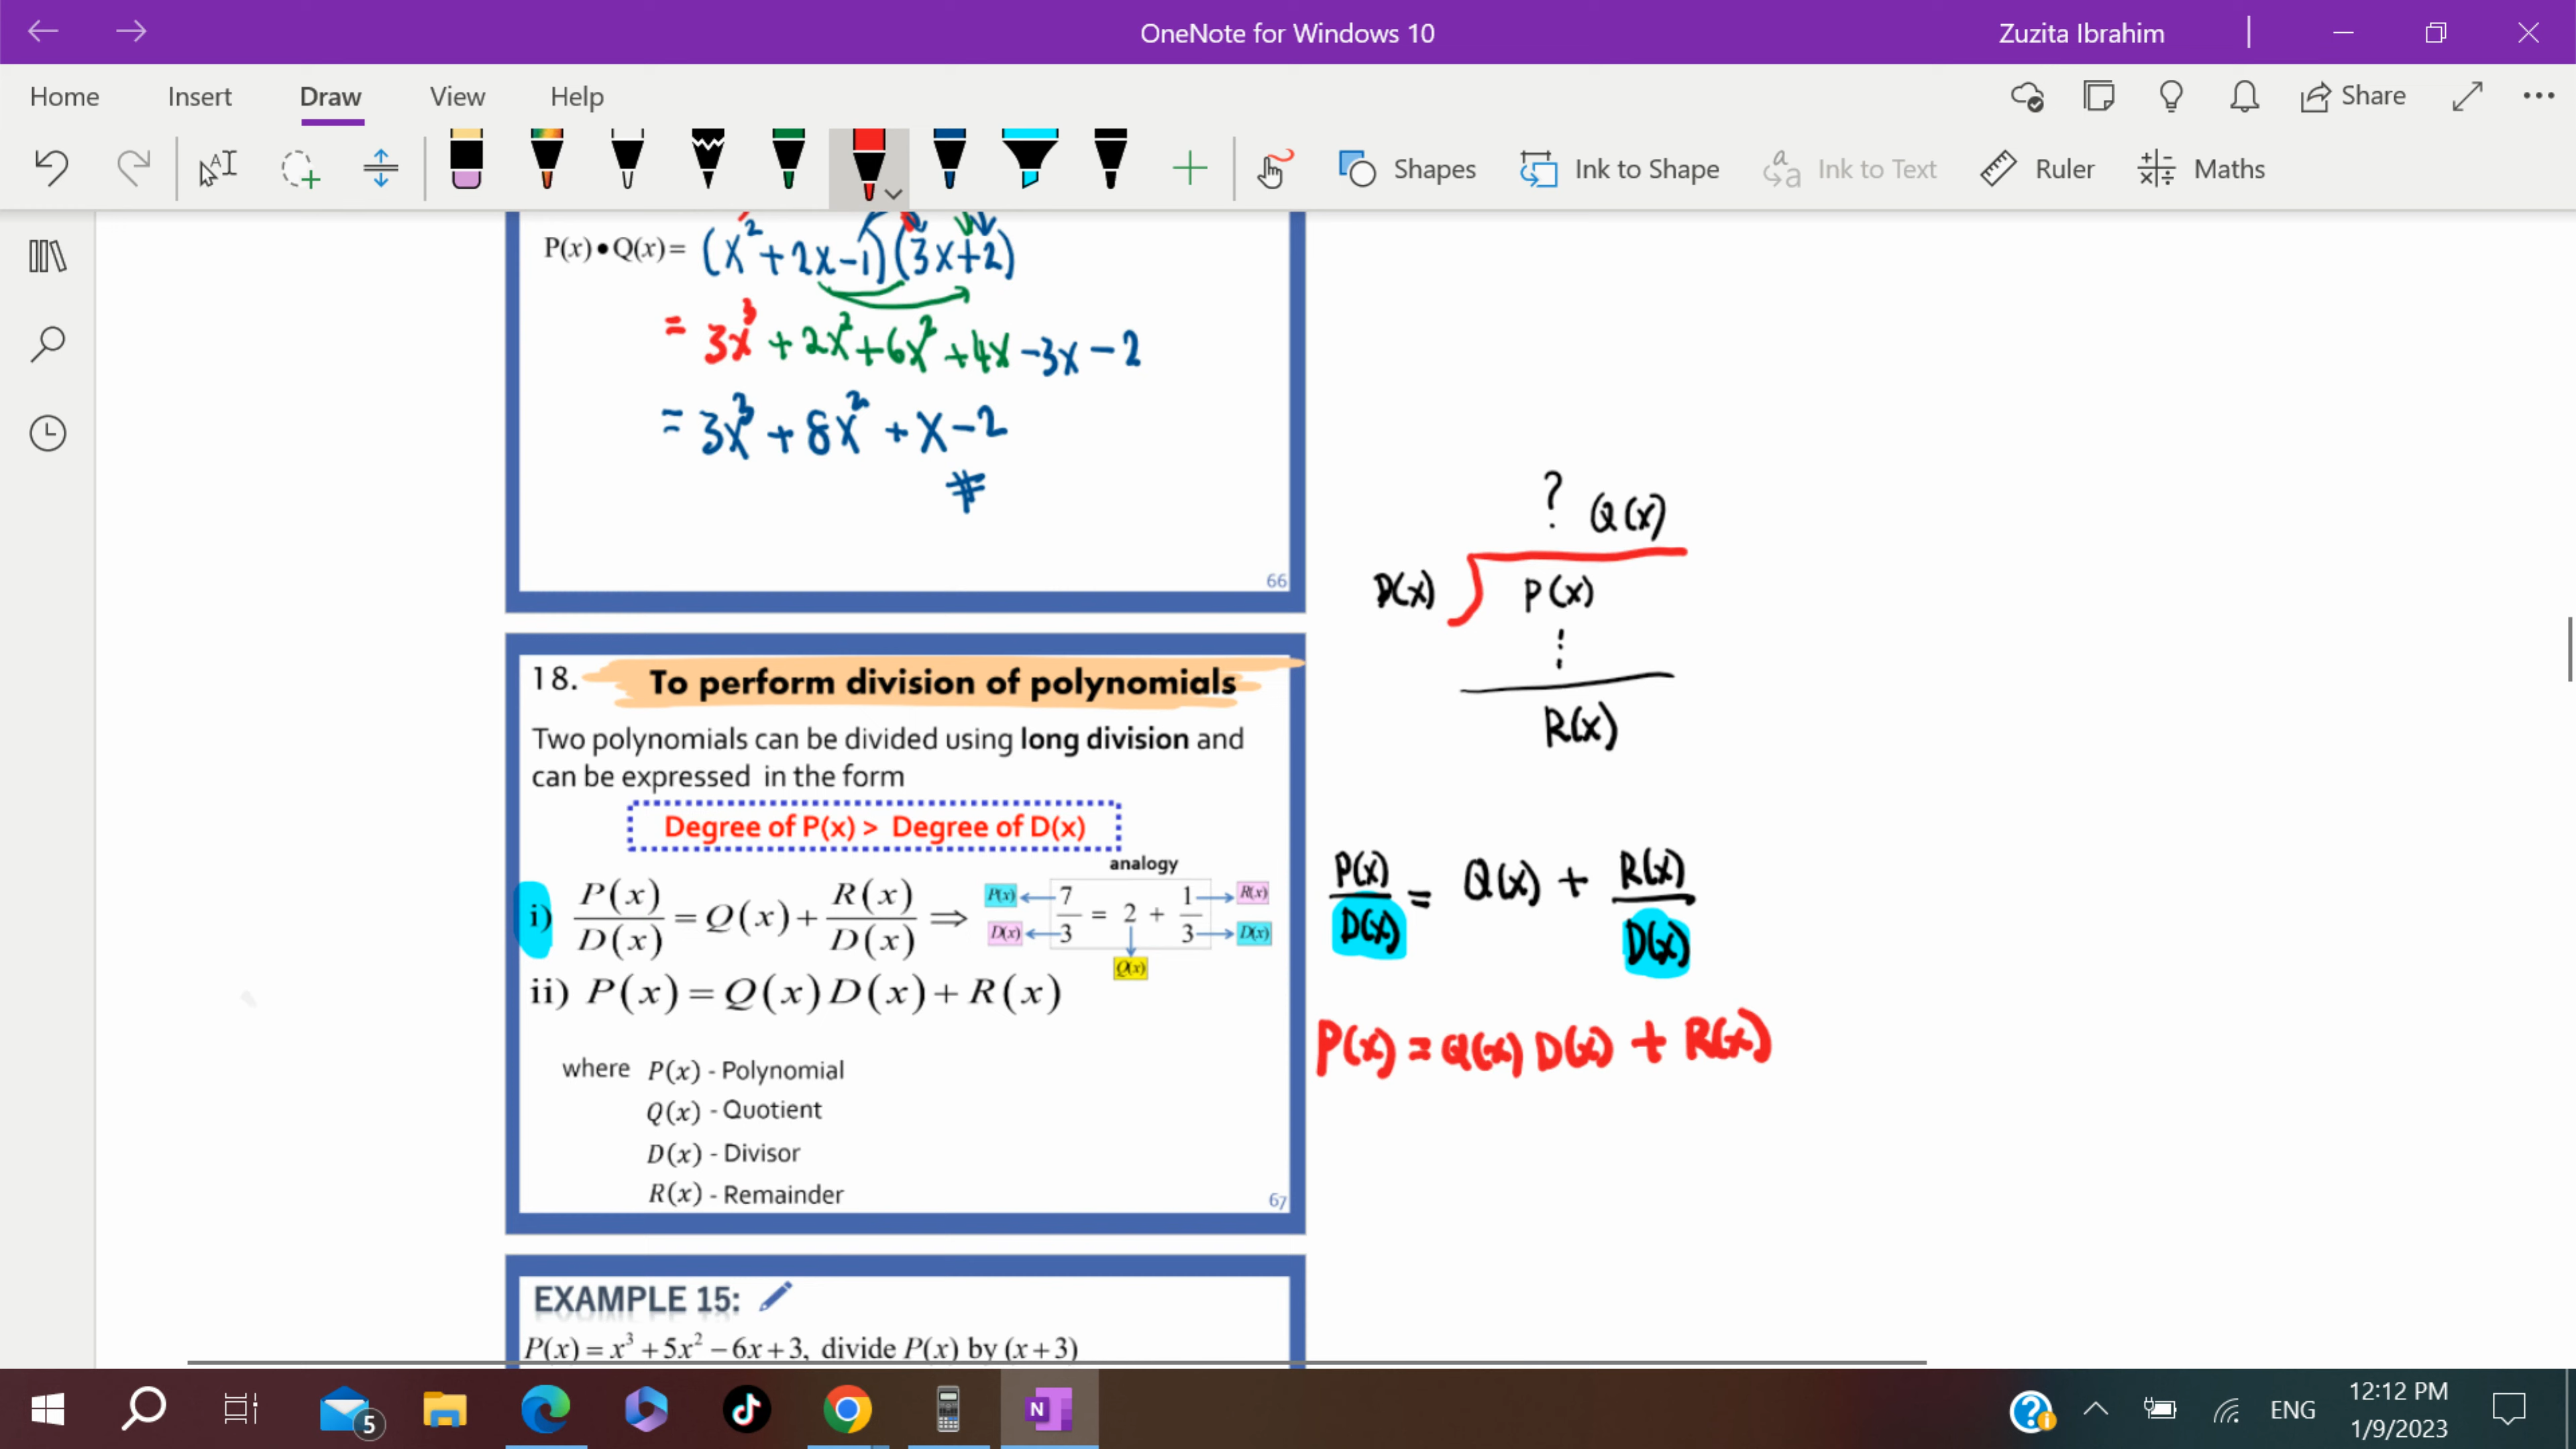 OneNote for Windows 10
Zuzita Ibrahim
Home Insert Draw View Help
Share
Shapes Ink to Shape Ink to Text Ruler Maths
P(x)•Q(x)= (x²+2x-1)(3x+2)
= 3x³ + 2x² + 6x² + 4x - 3x - 2
= 3x³ + 8x² + x - 2
#
66
? Q(x)
D(x) P(x)
⋮
R(x)
18. To perform division of polynomials
Two polynomials can be divided using long division and
can be expressed in the form
Degree of P(x) > Degree of D(x)
analogy
i) P(x)/D(x) = Q(x) + R(x)/D(x) ⇒
P(x) ← 7/3 = 2 + 1/3 → R(x)
D(x) ← → D(x)
Q(x)
ii) P(x) = Q(x)D(x) + R(x)
where P(x) - Polynomial
Q(x) - Quotient
D(x) - Divisor
R(x) - Remainder
67
P(x)/D(x) = Q(x) + R(x)/D(x)
P(x) = Q(x) D(x) + R(x)
EXAMPLE 15:
P(x) = x³ + 5x² − 6x + 3, divide P(x) by (x + 3)
5
N
ENG
12:12 PM
1/9/2023